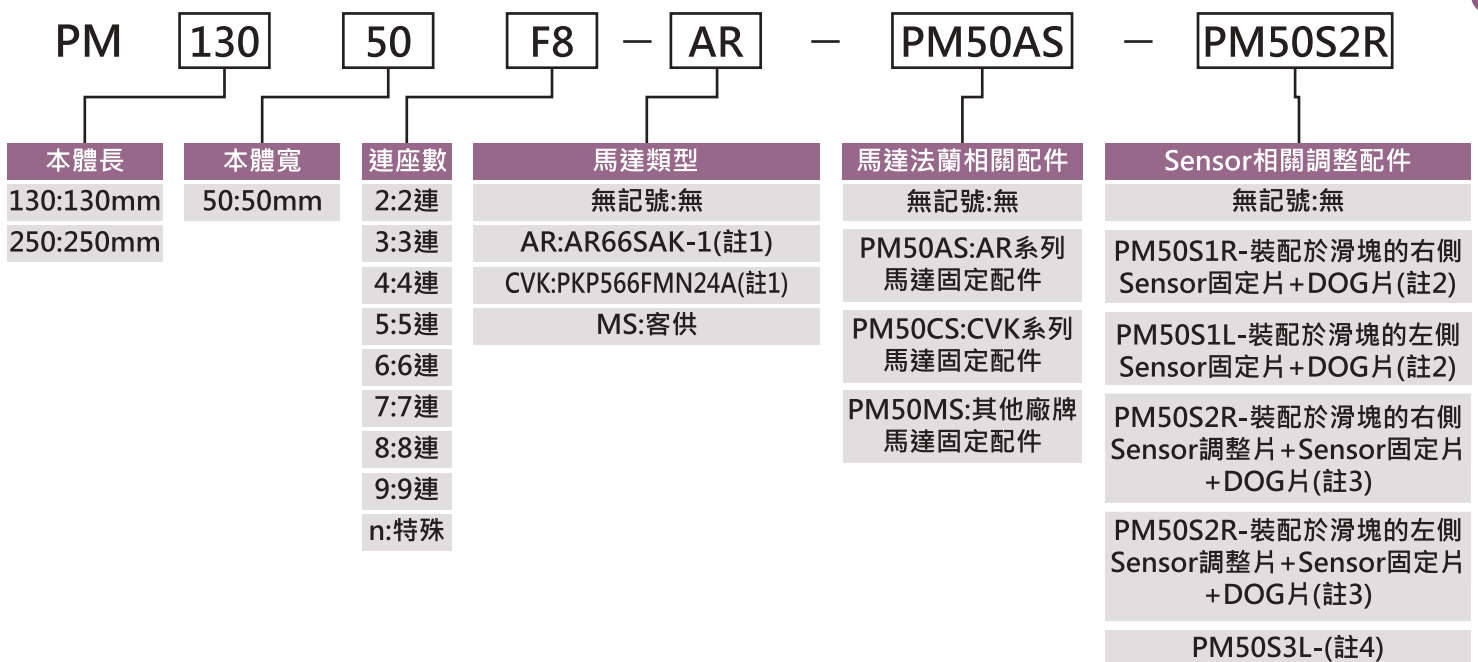 PM 130 50 F8 － AR － PM50AS － PM50S2R
本體長
130:130mm
250:250mm
本體寬
50:50mm
連座數
2:2連
3:3連
4:4連
5:5連
6:6連
7:7連
8:8連
9:9連
n:特殊
馬達類型
無記號:無
AR:AR66SAK-1(註1)
CVK:PKP566FMN24A(註1)
MS:客供
馬達法蘭相關配件
無記號:無
PM50AS:AR系列
馬達固定配件
PM50CS:CVK系列
馬達固定配件
PM50MS:其他廠牌
馬達固定配件
Sensor相關調整配件
無記號:無
PM50S1R-裝配於滑塊的右側
Sensor固定片+DOG片(註2)
PM50S1L-裝配於滑塊的左側
Sensor固定片+DOG片(註2)
PM50S2R-裝配於滑塊的右側
Sensor調整片+Sensor固定片
+DOG片(註3)
PM50S2R-裝配於滑塊的左側
Sensor調整片+Sensor固定片
+DOG片(註3)
PM50S3L-(註4)